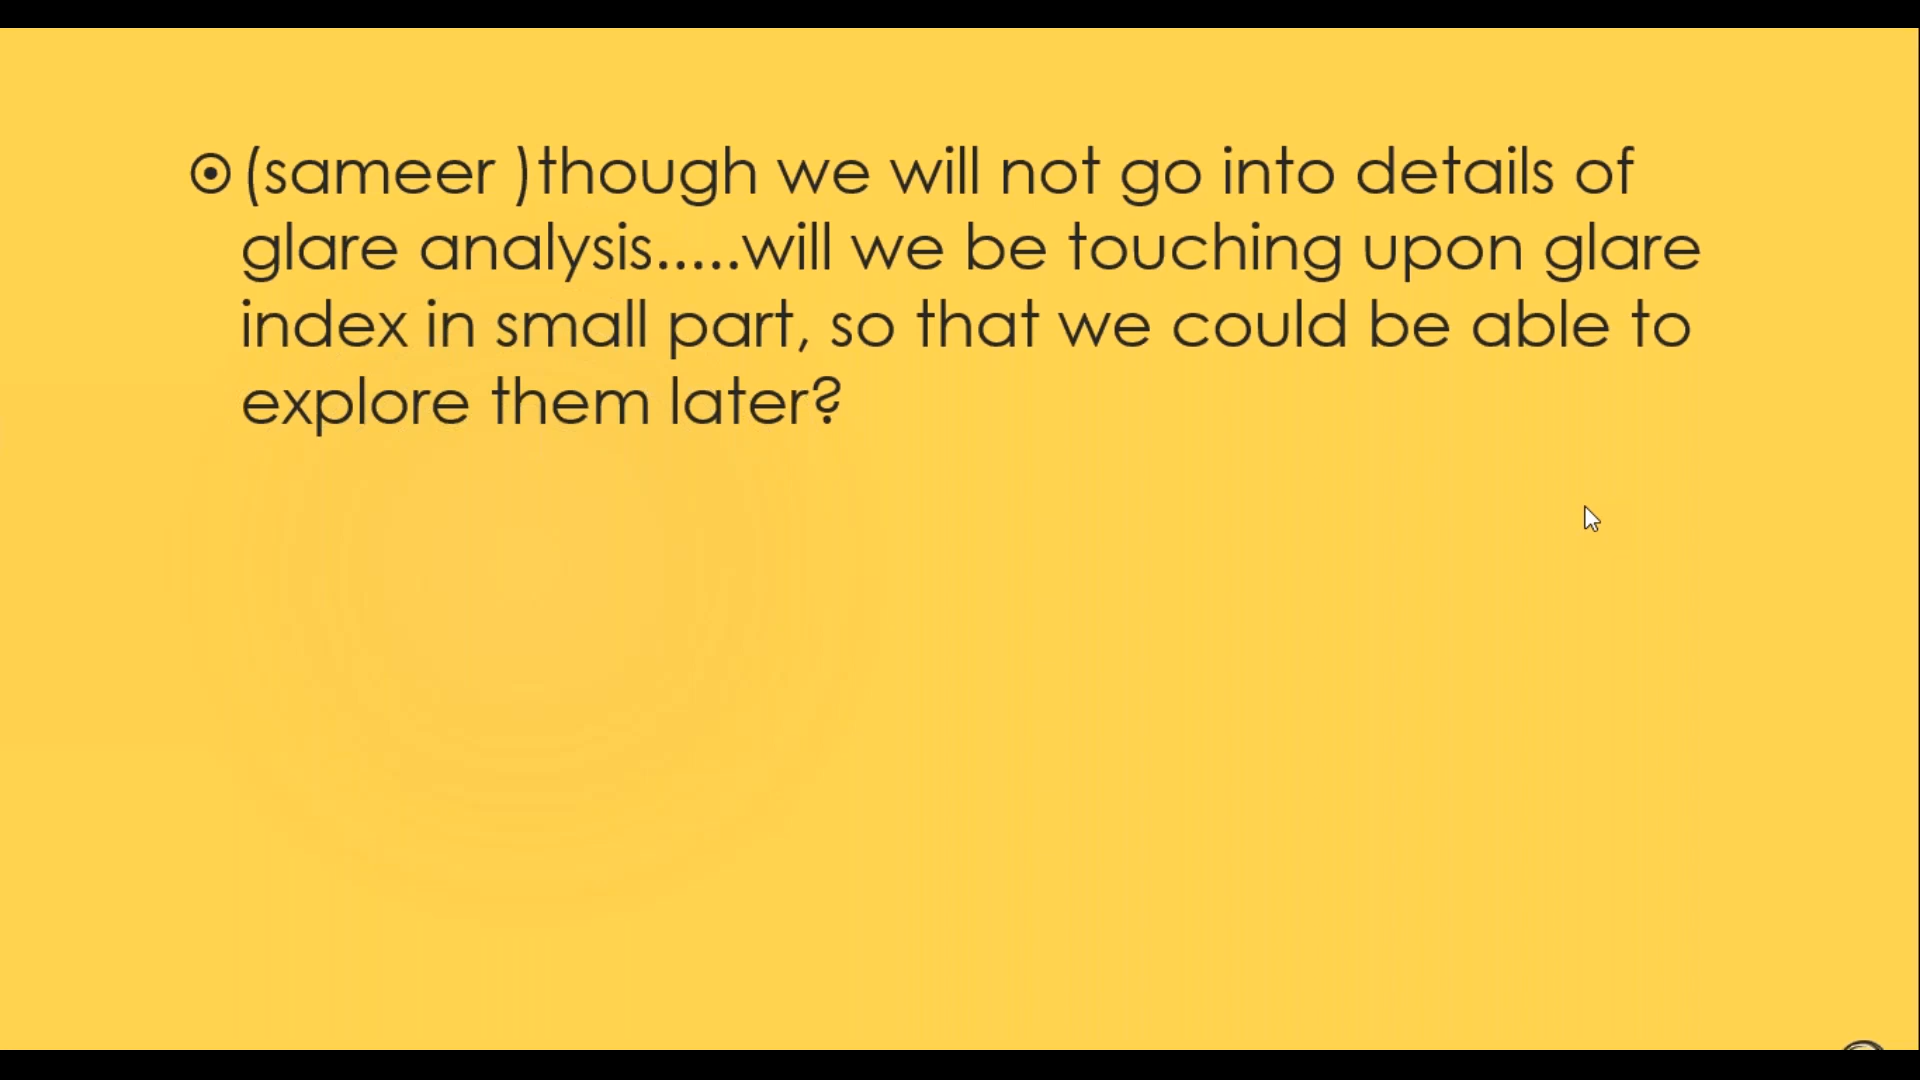 (sameer )though we will not go into details of
glare analysis.....will we be touching upon glare
index in small part, so that we could be able to
explore them later?